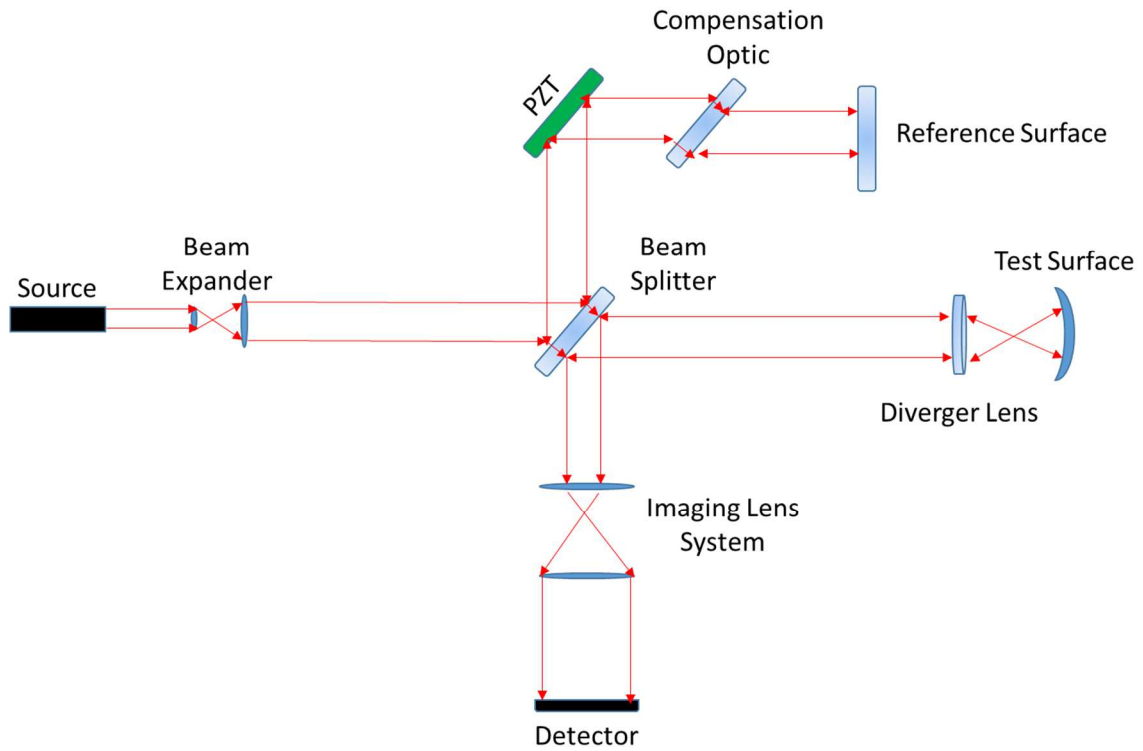 Compensation
Optic
PZT
Reference Surface
Beam
Expander
Source
Beam
Splitter
Test Surface
Diverger Lens
Imaging Lens
System
Detector